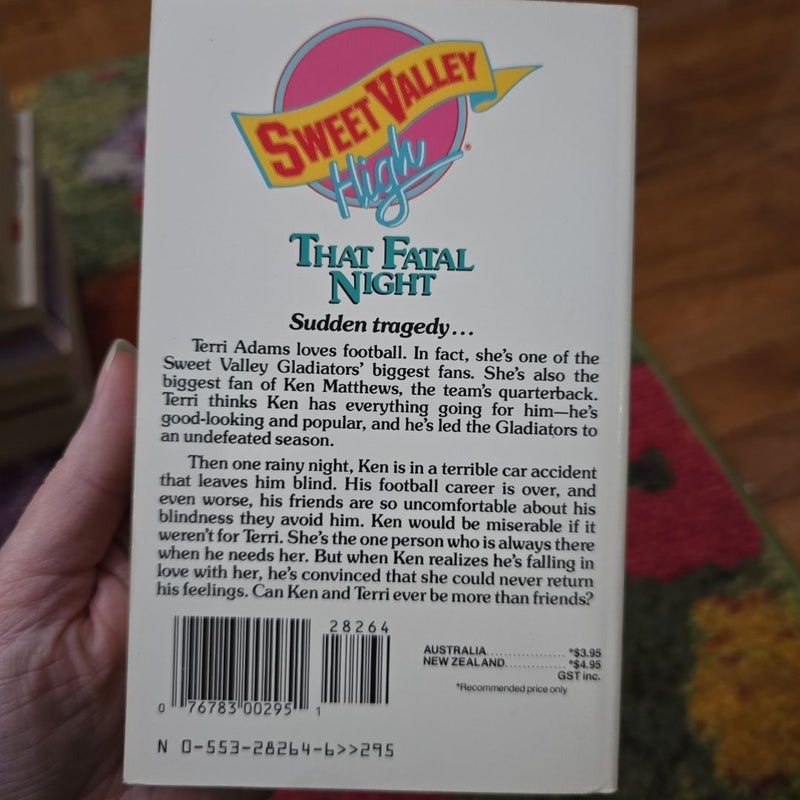 SWEET VALLEY
High®
THAT FATAL
NIGHT
Sudden tragedy...
Terri Adams loves football. In fact, she's one of the
Sweet Valley Gladiators' biggest fans. She's also the
biggest fan of Ken Matthews, the team's quarterback.
Terri thinks Ken has everything going for him—he's
good-looking and popular, and he's led the Gladiators to
an undefeated season.
Then one rainy night, Ken is in a terrible car accident
that leaves him blind. His football career is over, and
even worse, his friends are so uncomfortable about his
blindness they avoid him. Ken would be miserable if it
weren't for Terri. She's the one person who is always there
when he needs her. But when Ken realizes he's falling in
love with her, he's convinced that she could never return
his feelings. Can Ken and Terri ever be more than friends?
28264
AUSTRALIA.................... *$3.95
NEW ZEALAND............. *$4.95
GST inc.
*Recommended price only
0 76783 00295 1
N 0-553-28264-6>>295